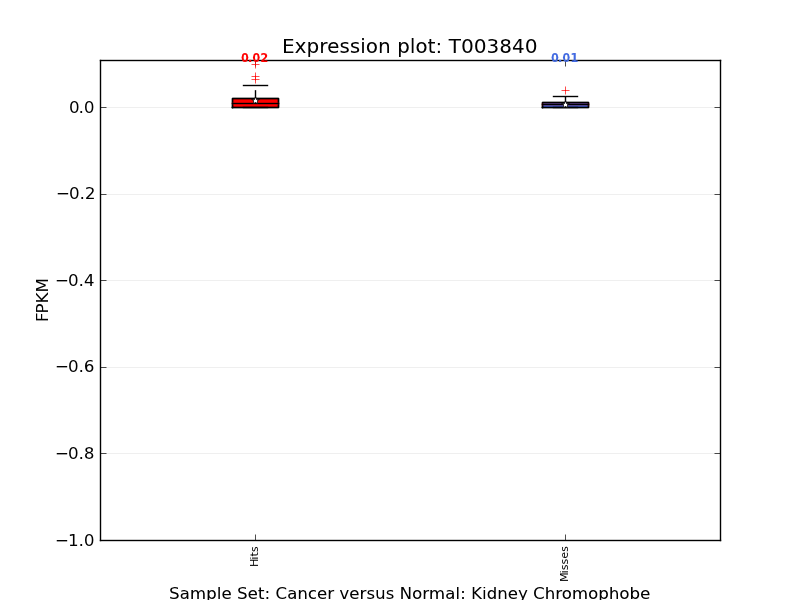 Expression plot: T003840
0.02
0.01
0.0
−0.2
−0.4
−0.6
−0.8
−1.0
FPKM
Hits
Misses
Sample Set: Cancer versus Normal: Kidney Chromophobe